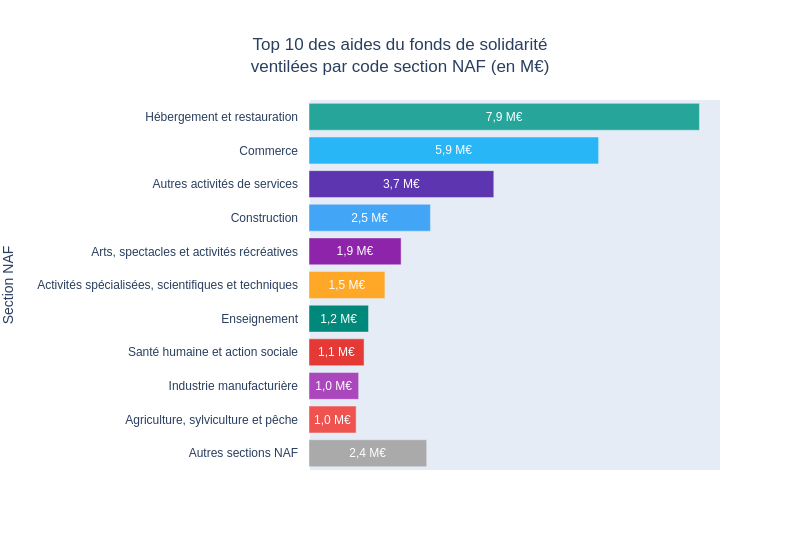 Top 10 des aides du fonds de solidarité
ventilées par code section NAF (en M€)
Section NAF
Hébergement et restauration 7,9 M€
Commerce 5,9 M€
Autres activités de services 3,7 M€
Construction 2,5 M€
Arts, spectacles et activités récréatives 1,9 M€
Activités spécialisées, scientifiques et techniques 1,5 M€
Enseignement 1,2 M€
Santé humaine et action sociale 1,1 M€
Industrie manufacturière 1,0 M€
Agriculture, sylviculture et pêche 1,0 M€
Autres sections NAF 2,4 M€